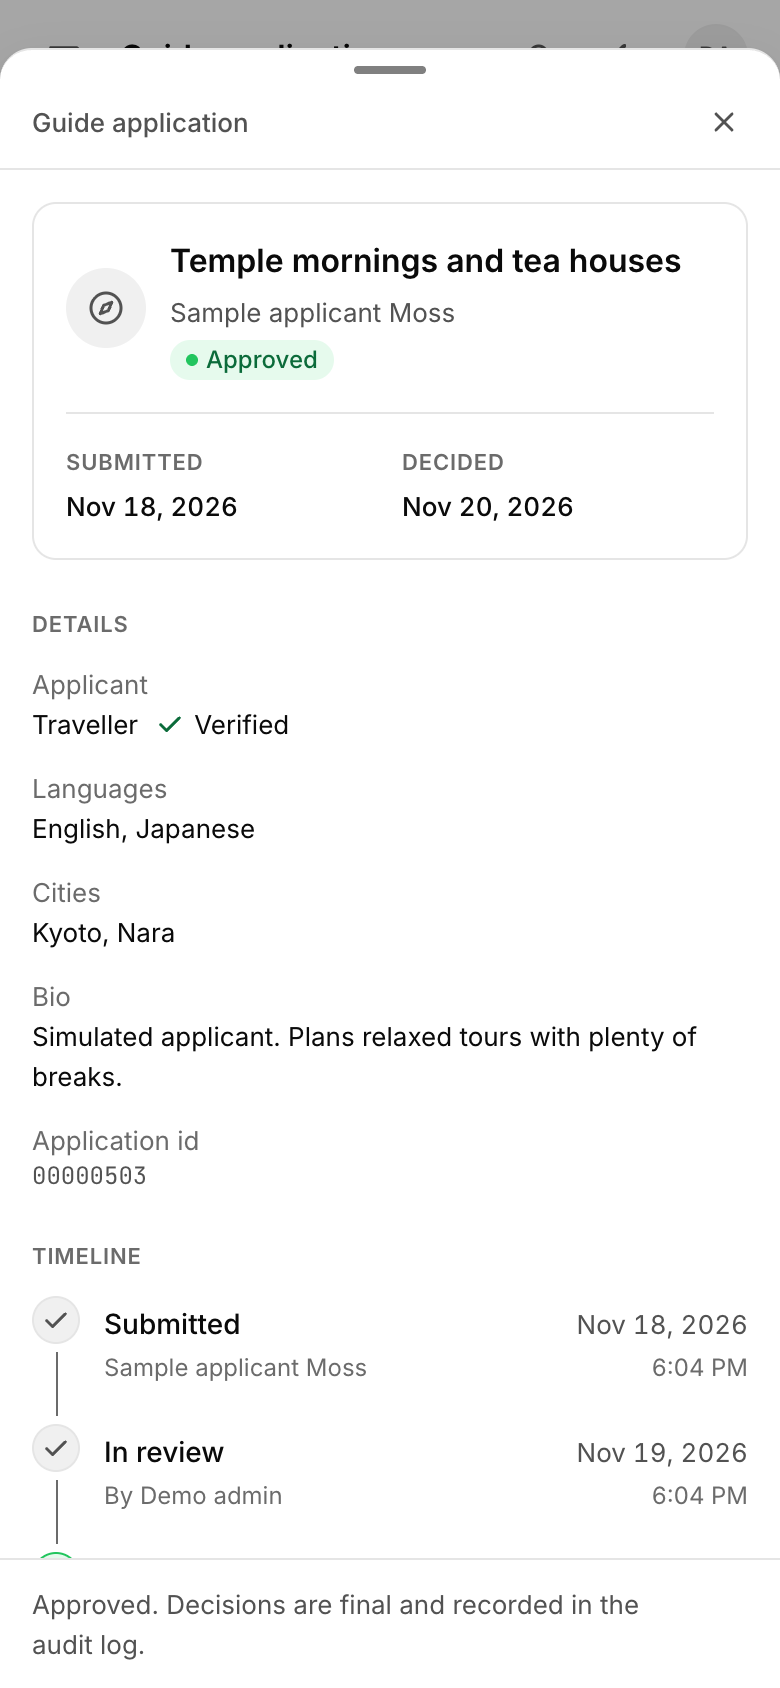 Guide application
Temple mornings and tea houses
Sample applicant Moss
Approved
SUBMITTED
Nov 18, 2026
DECIDED
Nov 20, 2026
DETAILS
Applicant
Traveller Verified
Languages
English, Japanese
Cities
Kyoto, Nara
Bio
Simulated applicant. Plans relaxed tours with plenty of
breaks.
Application id
00000503
TIMELINE
Submitted
Nov 18, 2026
Sample applicant Moss
6:04 PM
In review
Nov 19, 2026
By Demo admin
6:04 PM
Approved. Decisions are final and recorded in the
audit log.